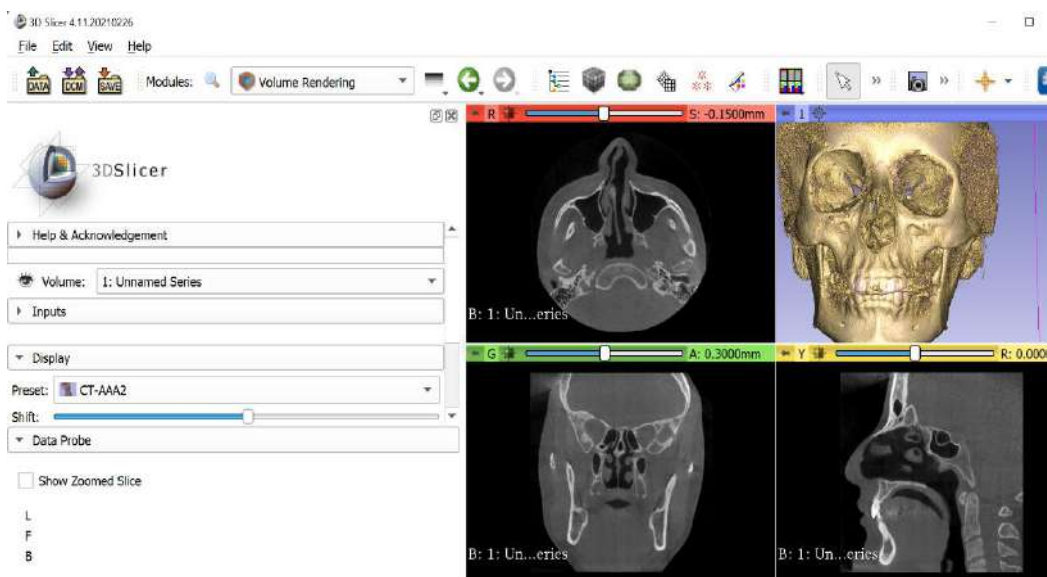 3D Slicer 4.11.20210226
File Edit View Help
DATA DCM SAVE Modules: Volume Rendering
R S: -0.1500mm 1
3DSlicer
Help & Acknowledgement
Volume: 1: Unnamed Series
Inputs
B: 1: Un...eries
Display
G A: 0.3000mm Y R: 0.000
Preset: CT-AAA2
Shift:
Data Probe
Show Zoomed Slice
L
F
B
B: 1: Un...eries B: 1: Un...eries